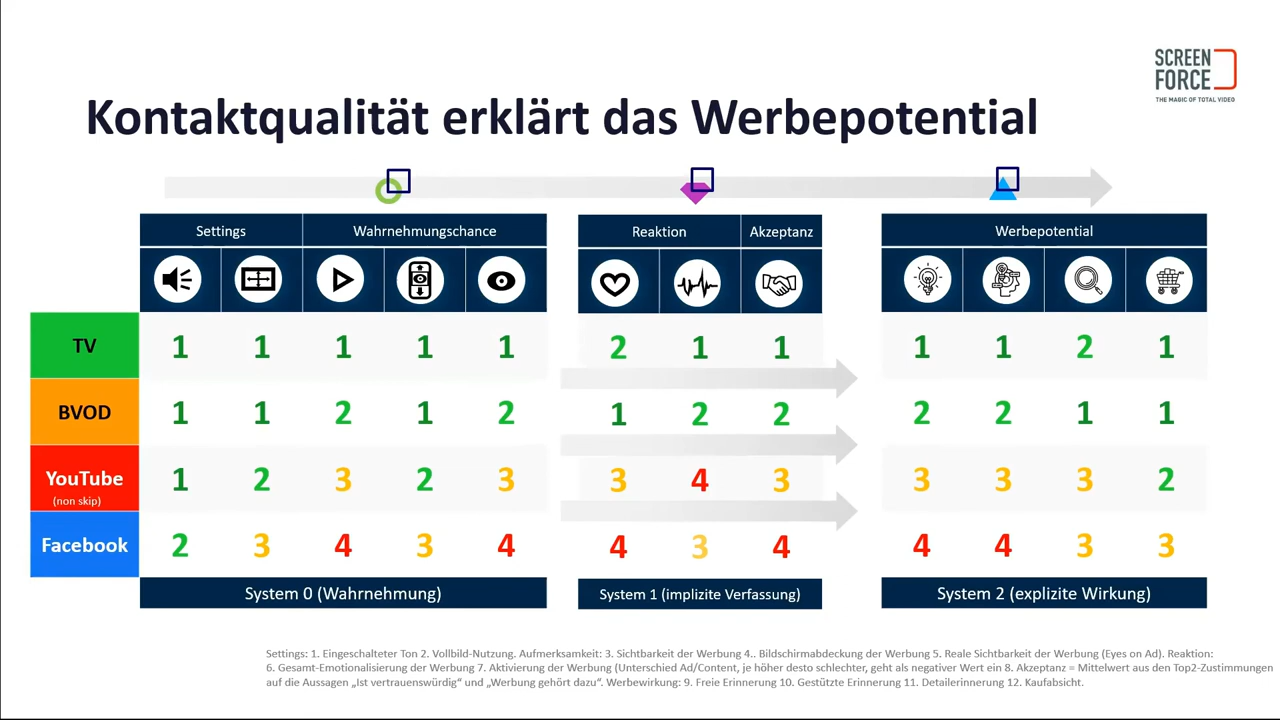 SCREEN
FORCE
THE MAGIC OF TOTAL VIDEO
Kontaktqualität erklärt das Werbepotential
Settings Wahrnehmungschance Reaktion Akzeptanz Werbepotential
TV 1 1 1 1 1 2 1 1 1 1 2 1
BVOD 1 1 2 1 2 1 2 2 2 2 1 1
YouTube 1 2 3 2 3 3 4 3 3 3 3 2
(non skip)
Facebook 2 3 4 3 4 4 3 4 4 4 3 3
System 0 (Wahrnehmung) System 1 (implizite Verfassung) System 2 (explizite Wirkung)
Settings: 1. Eingeschalteter Ton 2. Vollbild-Nutzung. Aufmerksamkeit: 3. Sichtbarkeit der Werbung 4.. Bildschirmabdeckung der Werbung 5. Reale Sichtbarkeit der Werbung (Eyes on Ad). Reaktion:
6. Gesamt-Emotionalisierung der Werbung 7. Aktivierung der Werbung (Unterschied Ad/Content, je höher desto schlechter, geht als negativer Wert ein 8. Akzeptanz = Mittelwert aus den Top2-Zustimmungen
auf die Aussagen „Ist vertrauenswürdig" und „Werbung gehört dazu". Werbewirkung: 9. Freie Erinnerung 10. Gestützte Erinnerung 11. Detailerinnerung 12. Kaufabsicht.